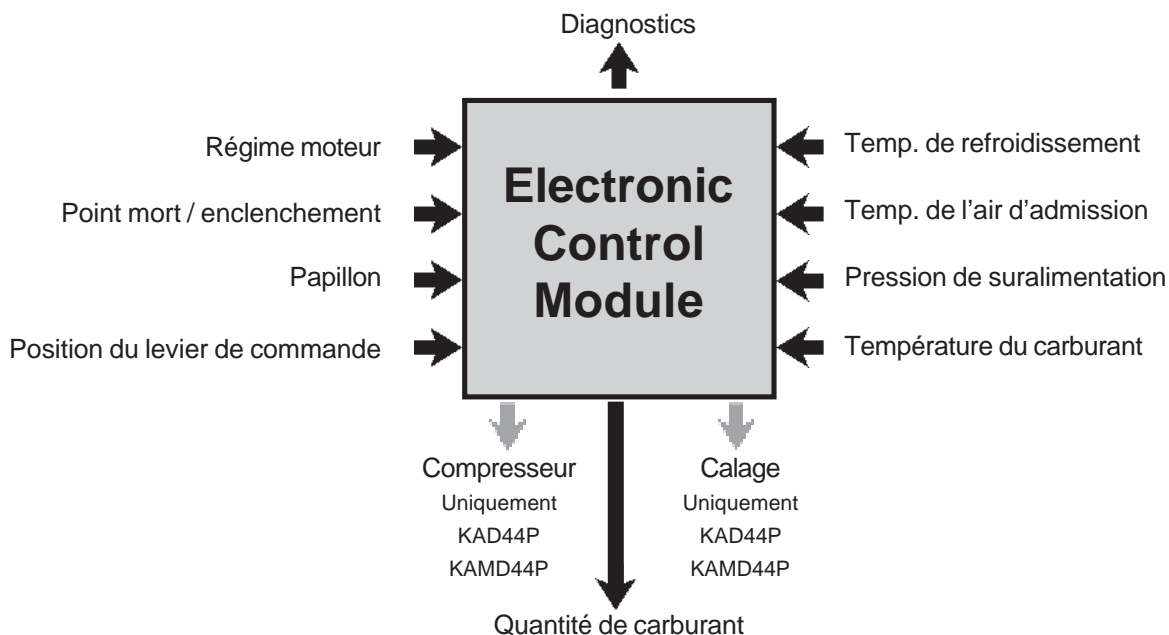 Diagnostics
Régime moteur
Point mort / enclenchement
Papillon
Position du levier de commande
Electronic
Control
Module
Temp. de refroidissement
Temp. de l'air d'admission
Pression de suralimentation
Température du carburant
Compresseur
Uniquement
KAD44P
KAMD44P
Calage
Uniquement
KAD44P
KAMD44P
Quantité de carburant